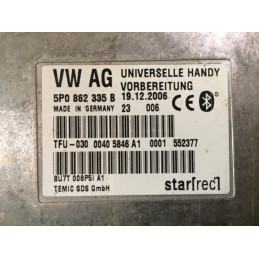 VW AG UNIVERSELLE HANDY
VORBEREITUNG
5P0 862 335 B 19.12.2006
MADE IN GERMANY 23 006 CE
TFU-030 0040 5846 A1 0001 552377
BU7T 008P5I A1
TEMIC SDS GmbH
star[rec]